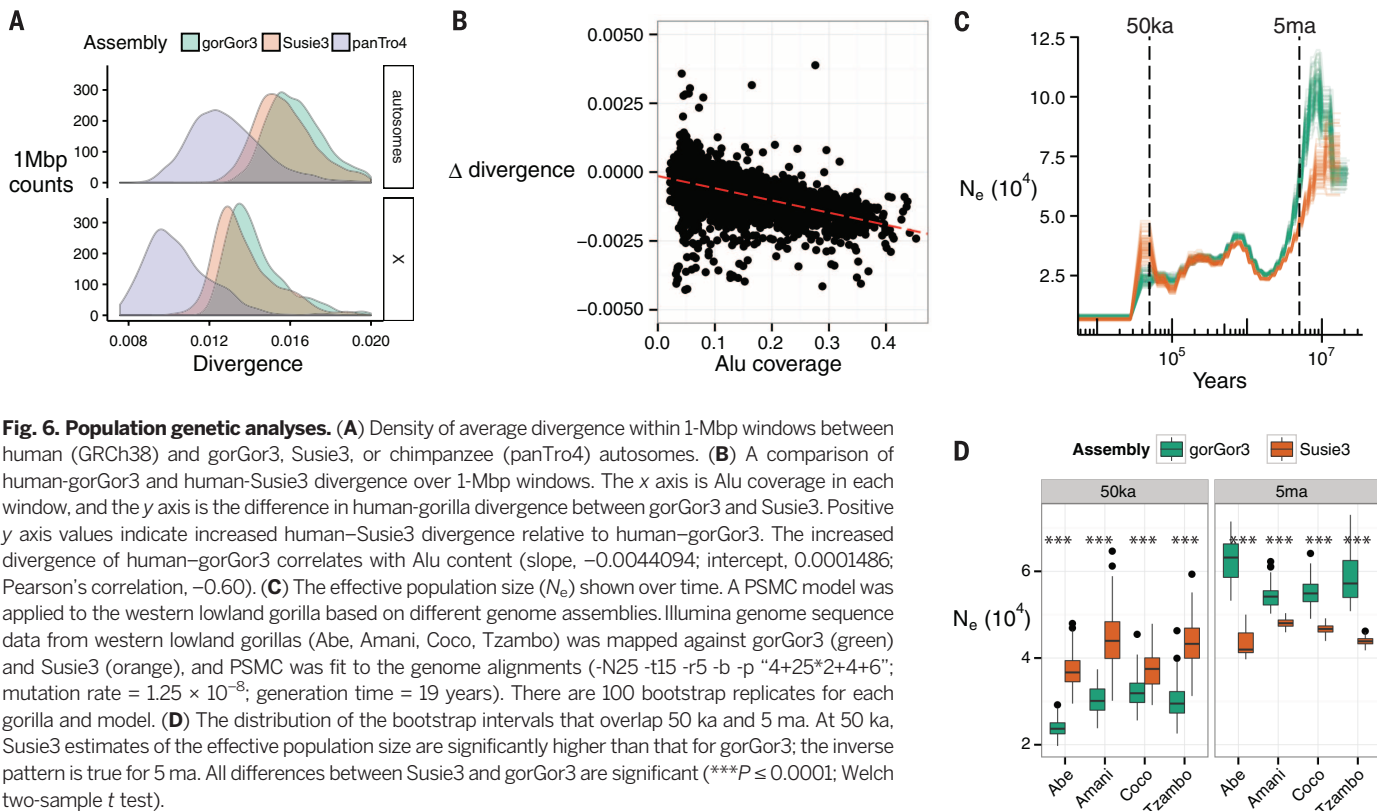 A
Assembly gorGor3 Susie3 panTro4
300
200
100
0
autosomes
1Mbp
counts
300
200
100
0
X
0.008 0.012 0.016 0.020
Divergence
B
0.0050
0.0025
0.0000
−0.0025
−0.0050
Δ divergence
0.0 0.1 0.2 0.3 0.4
Alu coverage
C
50ka 5ma
12.5
10.0
7.5
5.0
2.5
Ne (10⁴)
10⁵ 10⁷
Years
Fig. 6. Population genetic analyses. (A) Density of average divergence within 1-Mbp windows between
human (GRCh38) and gorGor3, Susie3, or chimpanzee (panTro4) autosomes. (B) A comparison of
human-gorGor3 and human-Susie3 divergence over 1-Mbp windows. The x axis is Alu coverage in each
window, and the y axis is the difference in human-gorilla divergence between gorGor3 and Susie3. Positive
y axis values indicate increased human–Susie3 divergence relative to human–gorGor3. The increased
divergence of human–gorGor3 correlates with Alu content (slope, −0.0044094; intercept, 0.0001486;
Pearson's correlation, −0.60). (C) The effective population size (Ne) shown over time. A PSMC model was
applied to the western lowland gorilla based on different genome assemblies. Illumina genome sequence
data from western lowland gorillas (Abe, Amani, Coco, Tzambo) was mapped against gorGor3 (green)
and Susie3 (orange), and PSMC was fit to the genome alignments (-N25 -t15 -r5 -b -p “4+25*2+4+6”;
mutation rate = 1.25 × 10⁻⁸; generation time = 19 years). There are 100 bootstrap replicates for each
gorilla and model. (D) The distribution of the bootstrap intervals that overlap 50 ka and 5 ma. At 50 ka,
Susie3 estimates of the effective population size are significantly higher than that for gorGor3; the inverse
pattern is true for 5 ma. All differences between Susie3 and gorGor3 are significant (***P ≤ 0.0001; Welch
two-sample t test).
D
Assembly gorGor3 Susie3
50ka 5ma
*** *** *** *** *** *** *** ***
6
4
2
Ne (10⁴)
Abe Amani Coco Tzambo Abe Amani Coco Tzambo